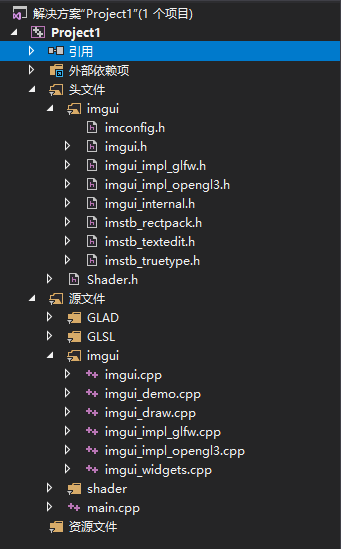 解决方案"Project1"(1 个项目)
Project1
引用
外部依赖项
头文件
imgui
imconfig.h
imgui.h
imgui_impl_glfw.h
imgui_impl_opengl3.h
imgui_internal.h
imstb_rectpack.h
imstb_textedit.h
imstb_truetype.h
Shader.h
源文件
GLAD
GLSL
imgui
imgui.cpp
imgui_demo.cpp
imgui_draw.cpp
imgui_impl_glfw.cpp
imgui_impl_opengl3.cpp
imgui_widgets.cpp
shader
main.cpp
资源文件